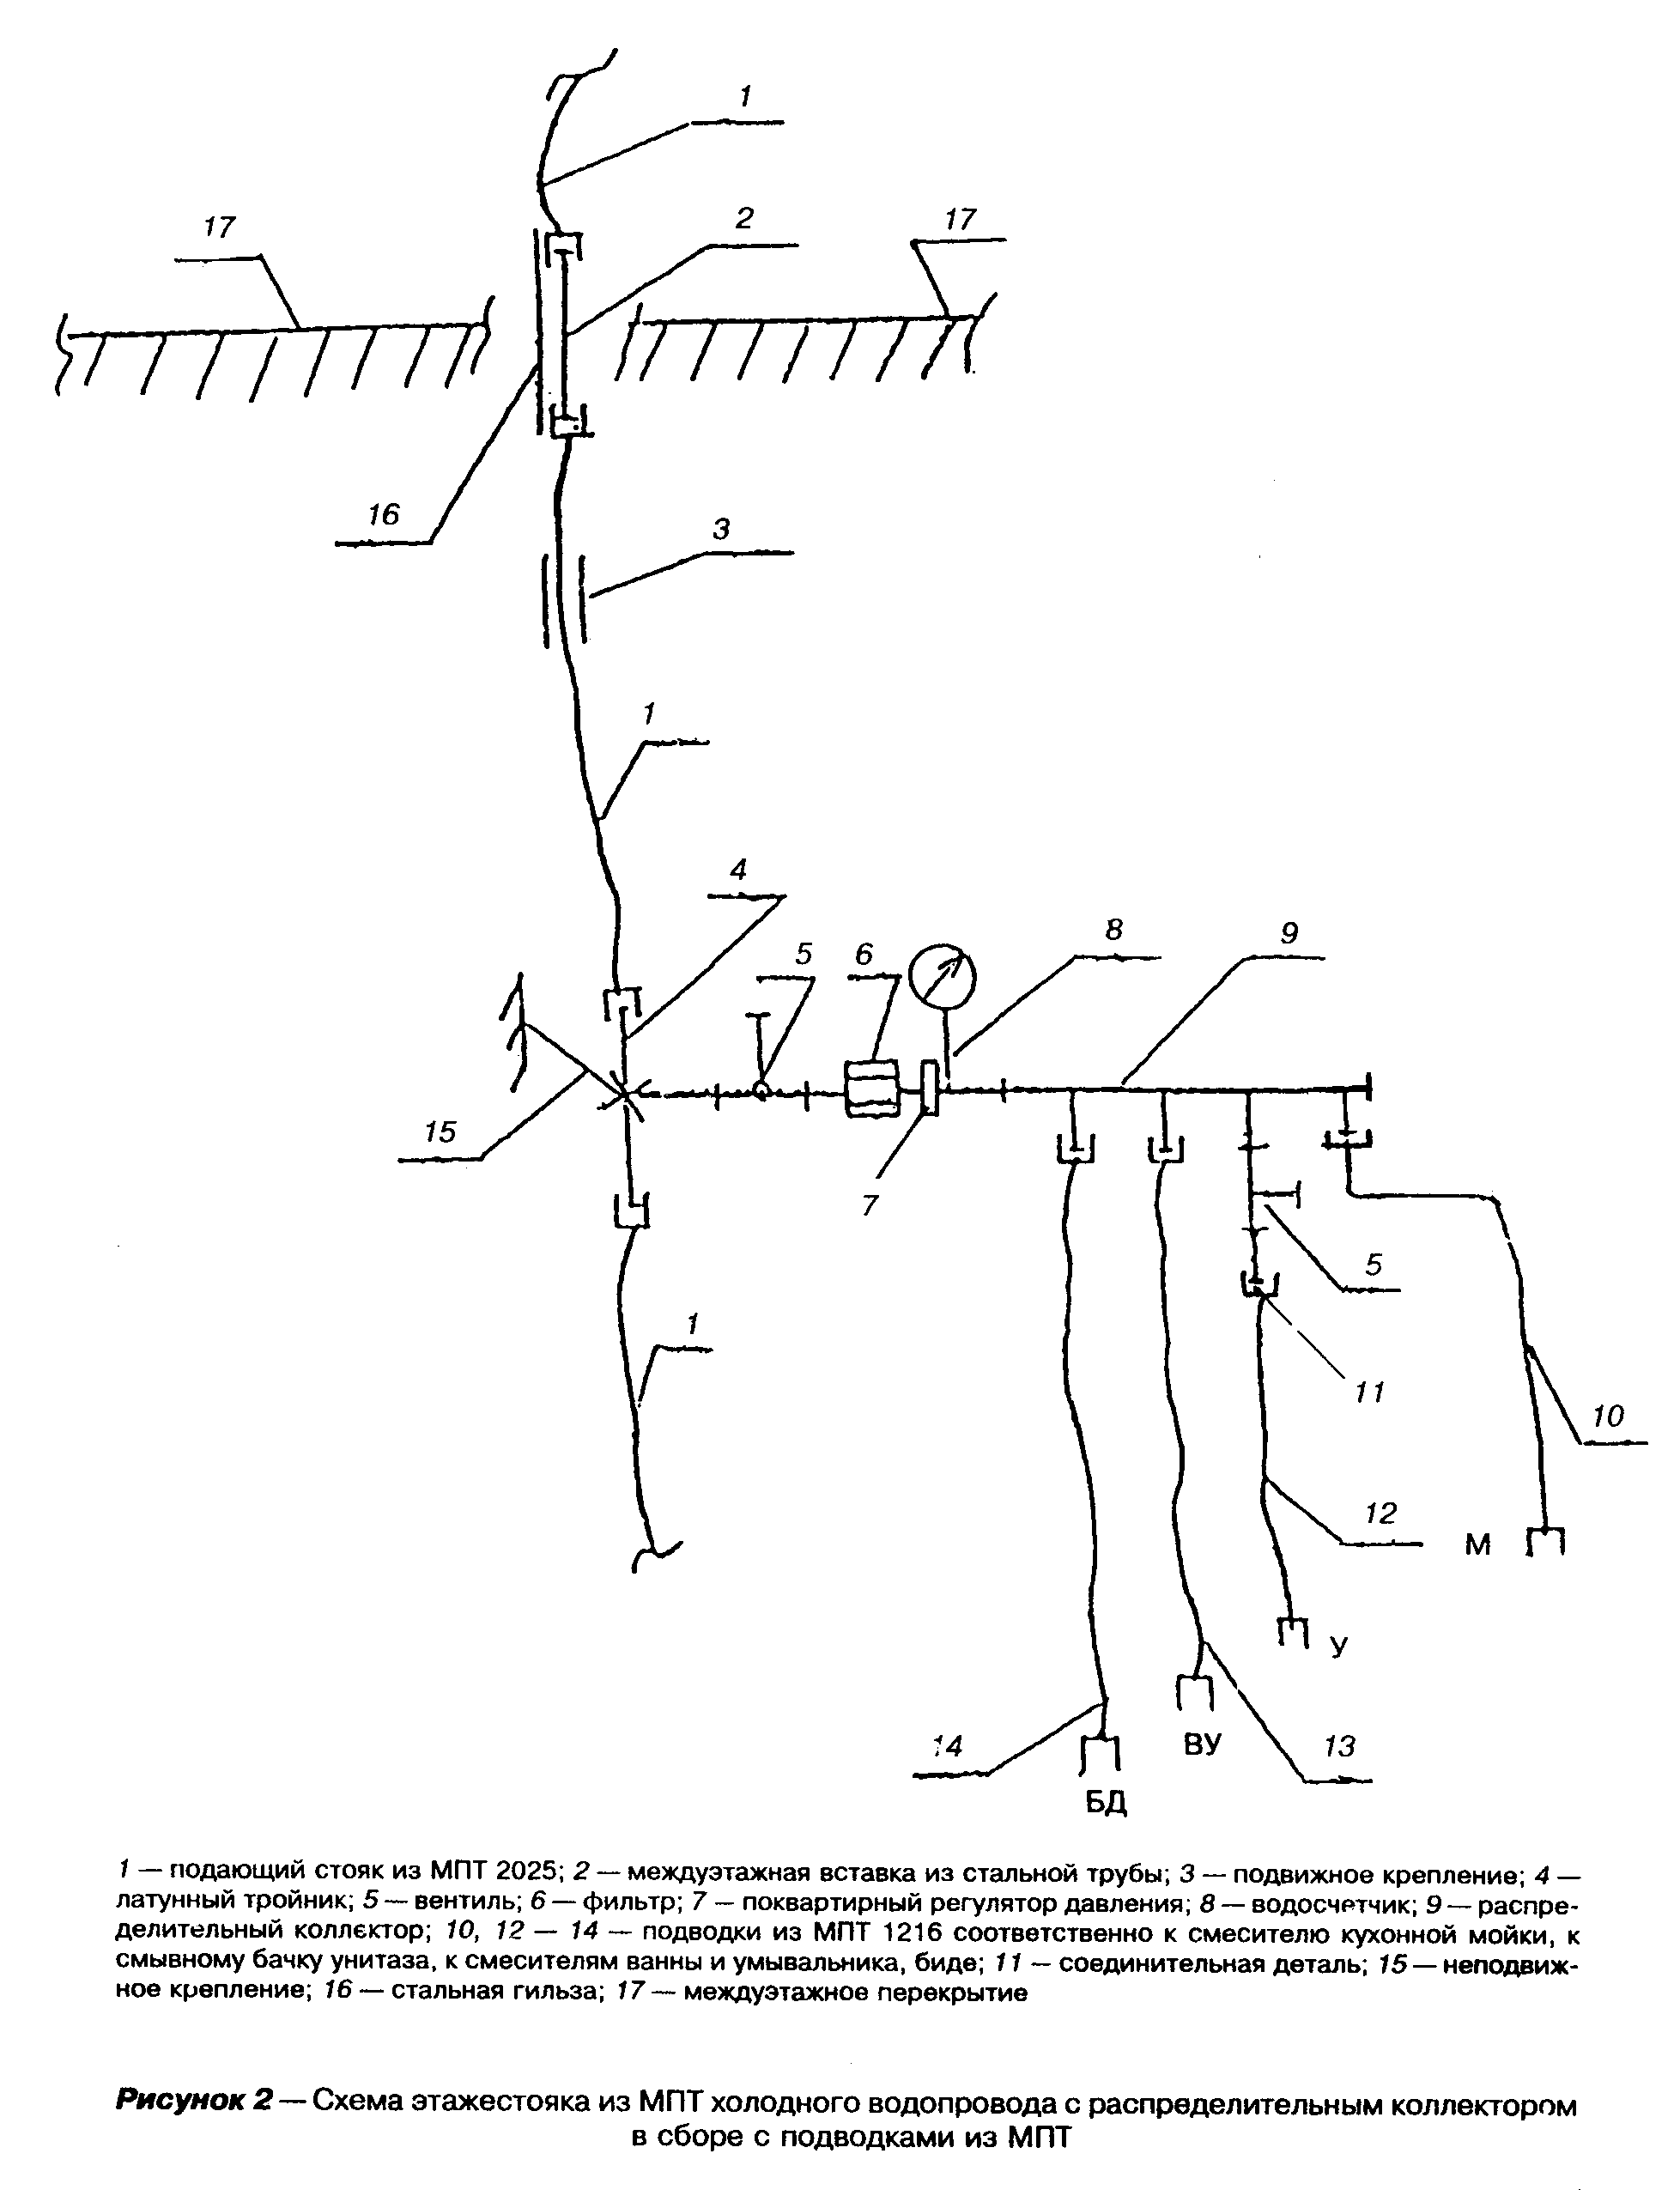 1
17
2
17
16
3
1
4
5
6
8
9
15
7
5
1
11
10
12
М
У
14
ВУ
13
БД
1 — подающий стояк из МПТ 2025; 2 — междуэтажная вставка из стальной трубы; 3 — подвижное крепление; 4 —
латунный тройник; 5 — вентиль; 6 — фильтр; 7 — поквартирный регулятор давления; 8 — водосчетчик; 9 — распре-
делительный коллектор; 10, 12 — 14 — подводки из МПТ 1216 соответственно к смесителю кухонной мойки, к
смывному бачку унитаза, к смесителям ванны и умывальника, биде; 11 — соединительная деталь; 15 — неподвиж-
ное крепление; 16 — стальная гильза; 17 — междуэтажное перекрытие
Рисунок 2 — Схема этажестояка из МПТ холодного водопровода с распределительным коллектором
в сборе с подводками из МПТ